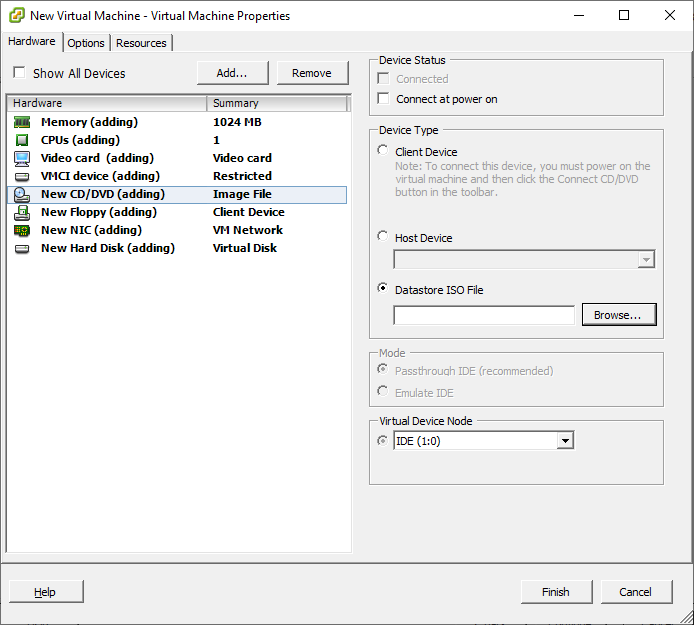 New Virtual Machine - Virtual Machine Properties
Hardware Options Resources
Show All Devices Add... Remove
Hardware Summary
Memory (adding) 1024 MB
CPUs (adding) 1
Video card (adding) Video card
VMCI device (adding) Restricted
New CD/DVD (adding) Image File
New Floppy (adding) Client Device
New NIC (adding) VM Network
New Hard Disk (adding) Virtual Disk
Device Status
Connected
Connect at power on
Device Type
Client Device
Note: To connect this device, you must power on the
virtual machine and then click the Connect CD/DVD
button in the toolbar.
Host Device
Datastore ISO File
Browse...
Mode
Passthrough IDE (recommended)
Emulate IDE
Virtual Device Node
IDE (1:0)
Help Finish Cancel